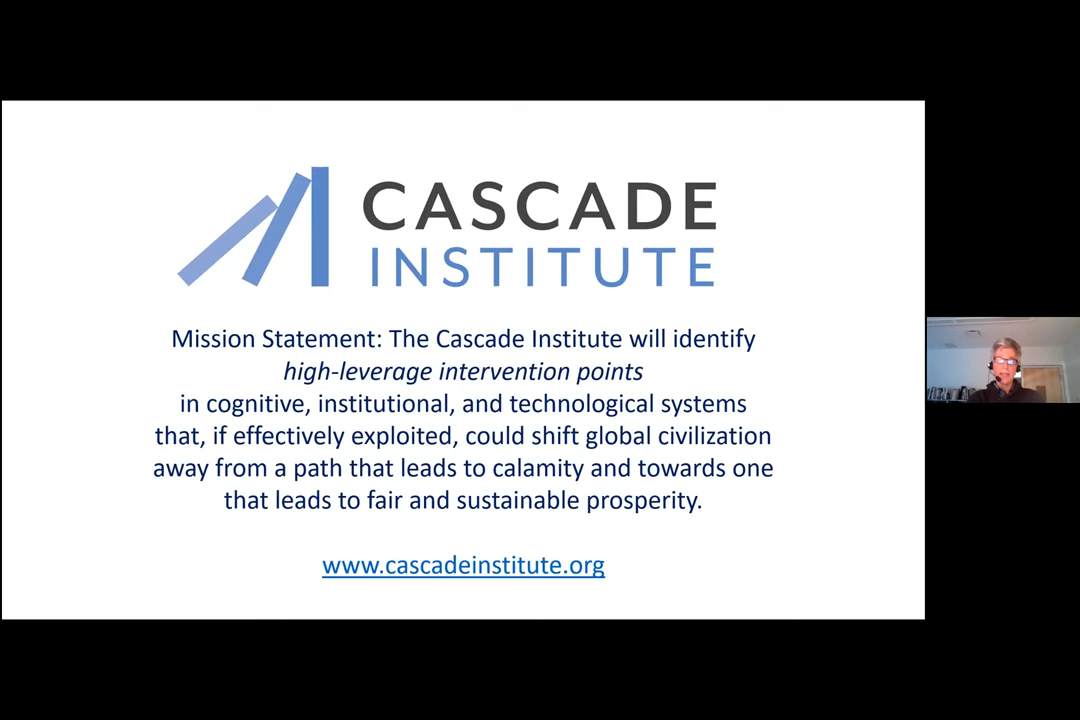 CASCADE
INSTITUTE
Mission Statement: The Cascade Institute will identify
high-leverage intervention points
in cognitive, institutional, and technological systems
that, if effectively exploited, could shift global civilization
away from a path that leads to calamity and towards one
that leads to fair and sustainable prosperity.
www.cascadeinstitute.org